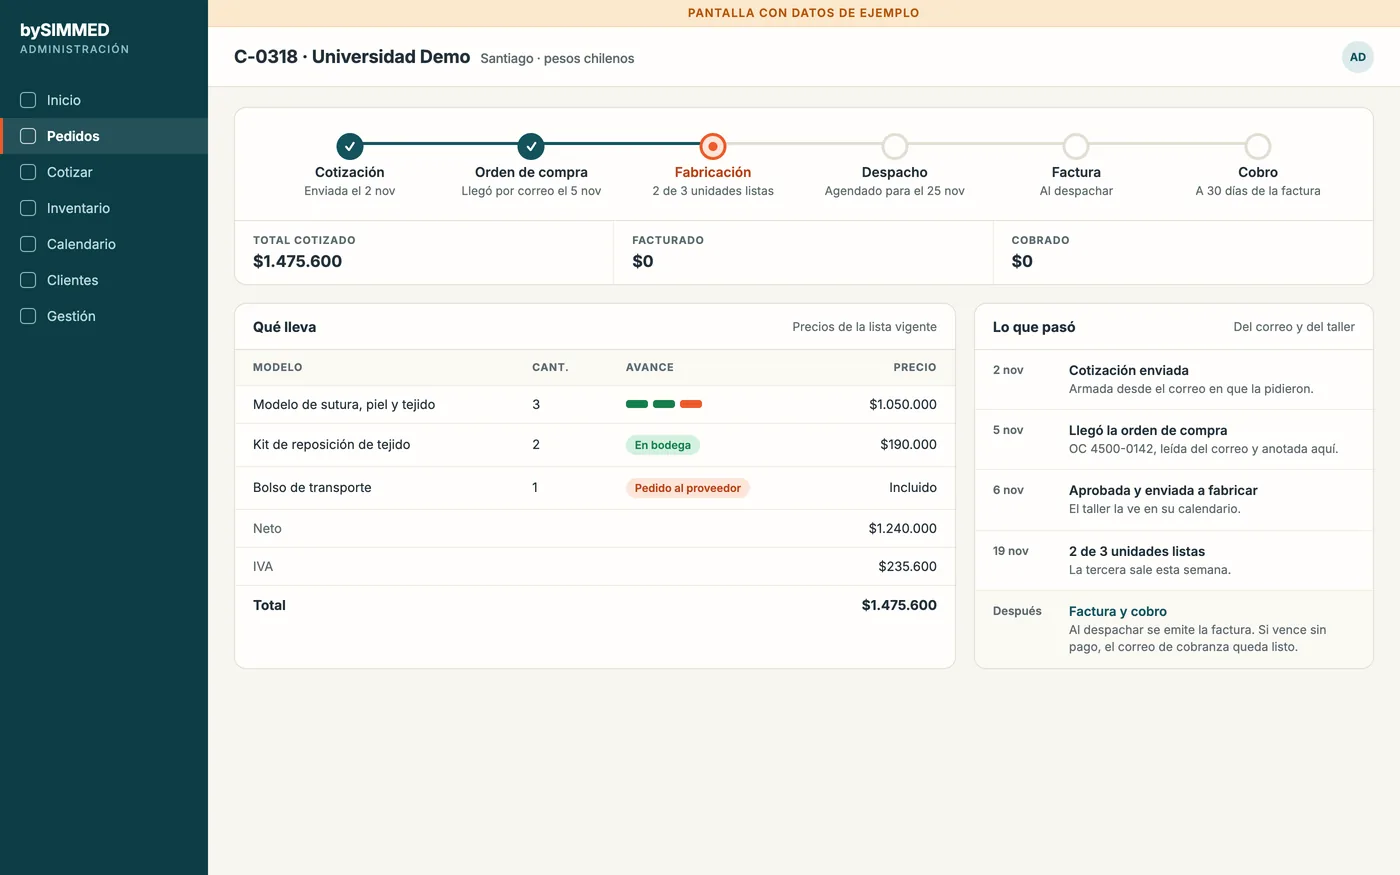 PANTALLA CON DATOS DE EJEMPLO
bySIMMED
ADMINISTRACIÓN
Inicio
Pedidos
Cotizar
Inventario
Calendario
Clientes
Gestión
C-0318 · Universidad Demo Santiago · pesos chilenos
AD
Cotización
Enviada el 2 nov
Orden de compra
Llegó por correo el 5 nov
Fabricación
2 de 3 unidades listas
Despacho
Agendado para el 25 nov
Factura
Al despachar
Cobro
A 30 días de la factura
TOTAL COTIZADO
$1.475.600
FACTURADO
$0
COBRADO
$0
Qué lleva Precios de la lista vigente
MODELO CANT. AVANCE PRECIO
Modelo de sutura, piel y tejido 3 $1.050.000
Kit de reposición de tejido 2 En bodega $190.000
Bolso de transporte 1 Pedido al proveedor Incluido
Neto $1.240.000
IVA $235.600
Total $1.475.600
Lo que pasó Del correo y del taller
2 nov Cotización enviada
Armada desde el correo en que la pidieron.
5 nov Llegó la orden de compra
OC 4500-0142, leída del correo y anotada aquí.
6 nov Aprobada y enviada a fabricar
El taller la ve en su calendario.
19 nov 2 de 3 unidades listas
La tercera sale esta semana.
Después Factura y cobro
Al despachar se emite la factura. Si vence sin
pago, el correo de cobranza queda listo.